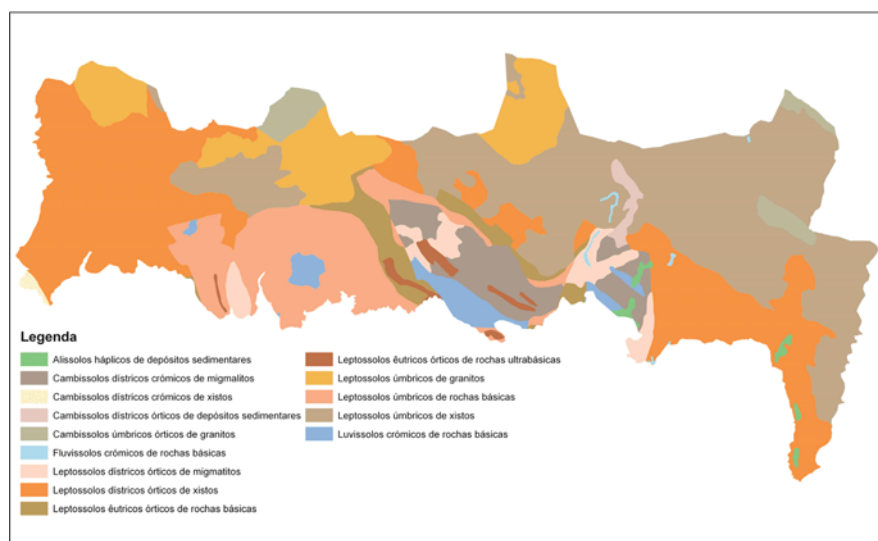 Legenda
Alissolos háplicos de depósitos sedimentares
Cambissolos dístricos crómicos de migmalitos
Cambissolos dístricos crómicos de xistos
Cambissolos dístricos órticos de depósitos sedimentares
Cambissolos úmbricos órticos de granitos
Fluvissolos crómicos de rochas básicas
Leptossolos dístricos órticos de migmatitos
Leptossolos dístricos órticos de xistos
Leptossolos êutricos órticos de rochas básicas
Leptossolos êutricos órticos de rochas ultrabásicas
Leptossolos úmbricos de granitos
Leptossolos úmbricos de rochas básicas
Leptossolos úmbricos de xistos
Luvissolos crómicos de rochas básicas